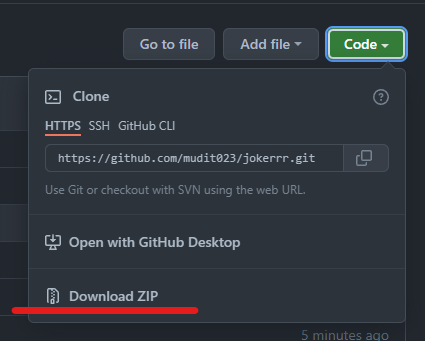 Go to file Add file Code
Clone
HTTPS SSH GitHub CLI
https://github.com/mudit023/jokerrr.git
Use Git or checkout with SVN using the web URL.
Open with GitHub Desktop
Download ZIP
5 minutes ago